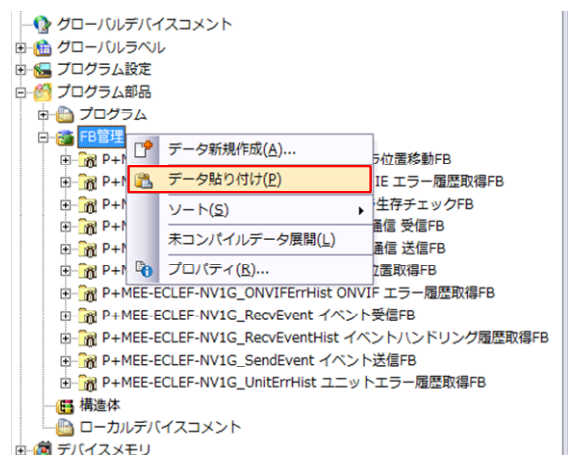 グローバルデバイスコメント
グローバルラベル
プログラム設定
プログラム部品
プログラム
FB管理
データ新規作成(A)...
位置移動FB
データ貼り付け(P)
IE エラー履歴取得FB
ソート(S)
生存チェックFB
通信 受信FB
未コンパイルデータ展開(L)
通信 送信FB
プロパティ(R)...
位置取得FB
P+MEE-ECLEF-NV1G_ONVIFErrHist ONVIF エラー履歴取得FB
P+MEE-ECLEF-NV1G_RecvEvent イベント受信FB
P+MEE-ECLEF-NV1G_RecvEventHist イベントハンドリング履歴取得FB
P+MEE-ECLEF-NV1G_SendEvent イベント送信FB
P+MEE-ECLEF-NV1G_UnitErrHist ユニットエラー履歴取得FB
構造体
ローカルデバイスコメント
デバイスメモリ